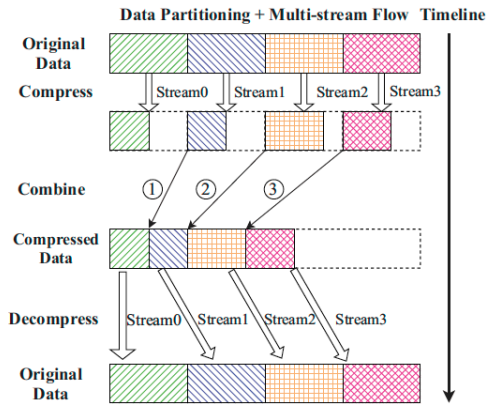 Data Partitioning + Multi-stream Flow Timeline
Original
Data
Compress
Stream0 Stream1 Stream2 Stream3
Combine
① ② ③
Compressed
Data
Decompress
Stream0 Stream1 Stream2 Stream3
Original
Data